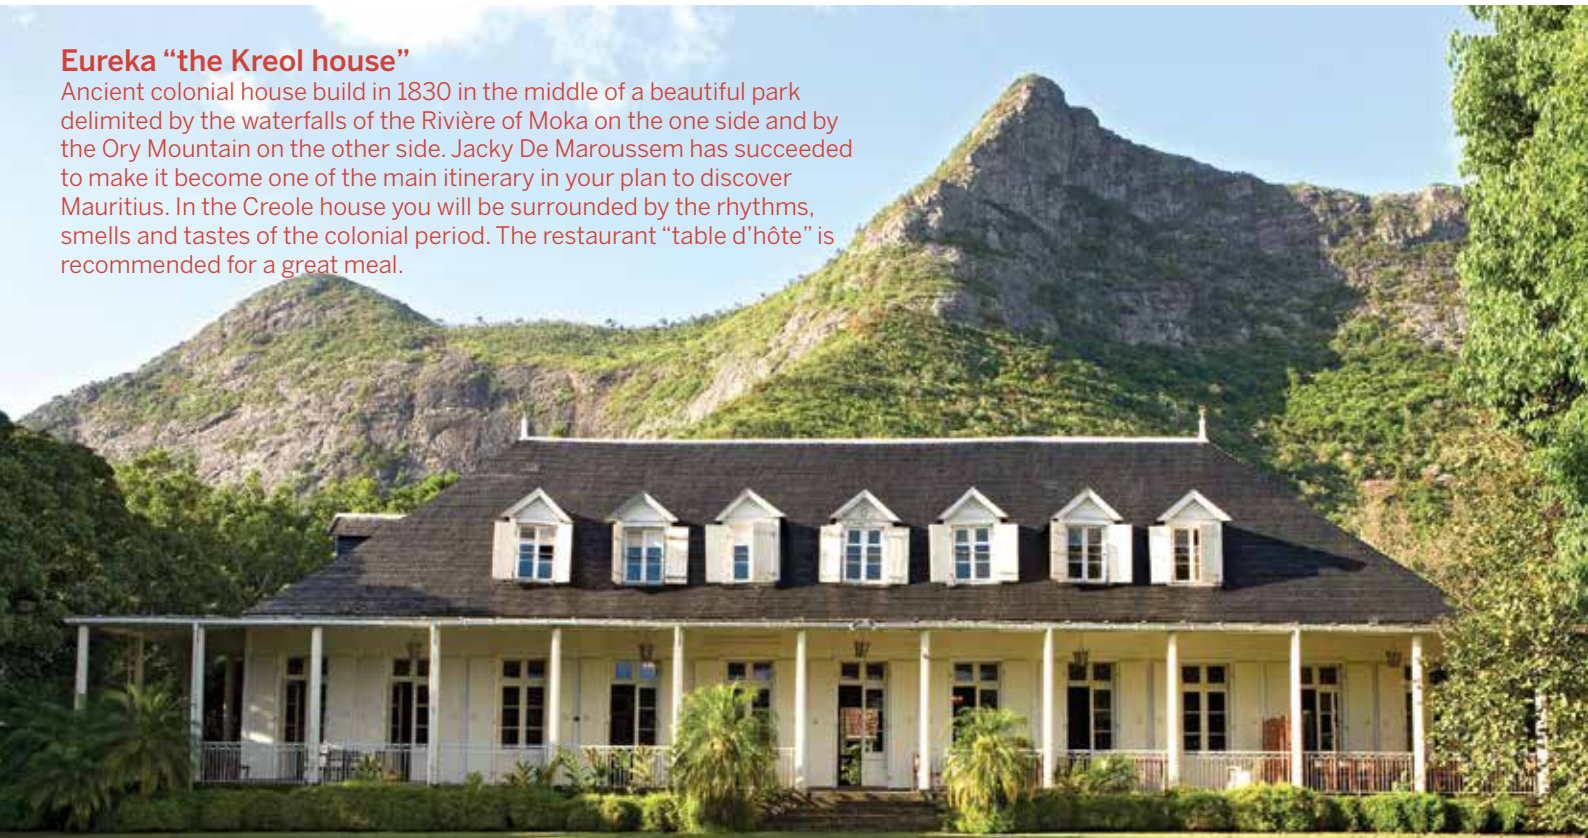 Eureka “the Kreol house”
Ancient colonial house build in 1830 in the middle of a beautiful park
delimited by the waterfalls of the Rivière of Moka on the one side and by
the Ory Mountain on the other side. Jacky De Maroussem has succeeded
to make it become one of the main itinerary in your plan to discover
Mauritius. In the Creole house you will be surrounded by the rhythms,
smells and tastes of the colonial period. The restaurant “table d’hôte” is
recommended for a great meal.